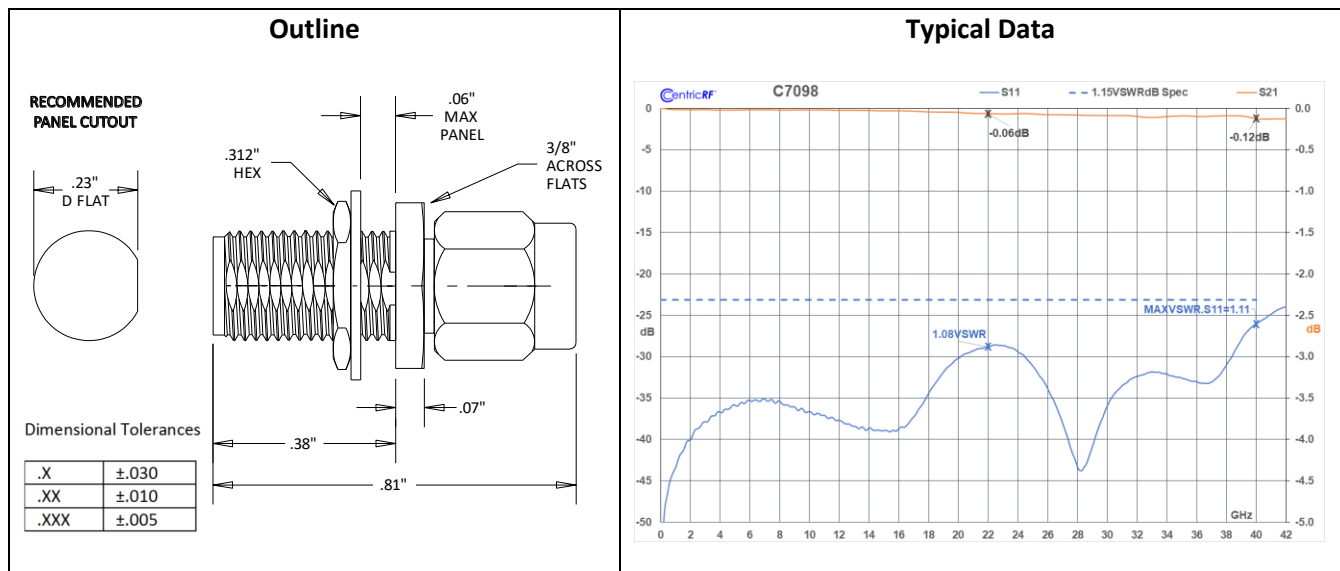 Outline
RECOMMENDED
PANEL CUTOUT
.23"
D FLAT
.312"
HEX
.06"
MAX
PANEL
3/8"
ACROSS
FLATS
.07"
.38"
.81"
Dimensional Tolerances
.X ±.030
.XX ±.010
.XXX ±.005
Typical Data
CentricRF C7098 S11 1.15VSWRdB Spec S21
0 0.0
-0.06dB -0.12dB
-5 -0.5
-10 -1.0
-15 -1.5
-20 -2.0
-25 -2.5
MAXVSWR.S11=1.11
dB dB
1.08VSWR
-30 -3.0
-35 -3.5
-40 -4.0
-45 -4.5
GHz
-50 -5.0
0 2 4 6 8 10 12 14 16 18 20 22 24 26 28 30 32 34 36 38 40 42